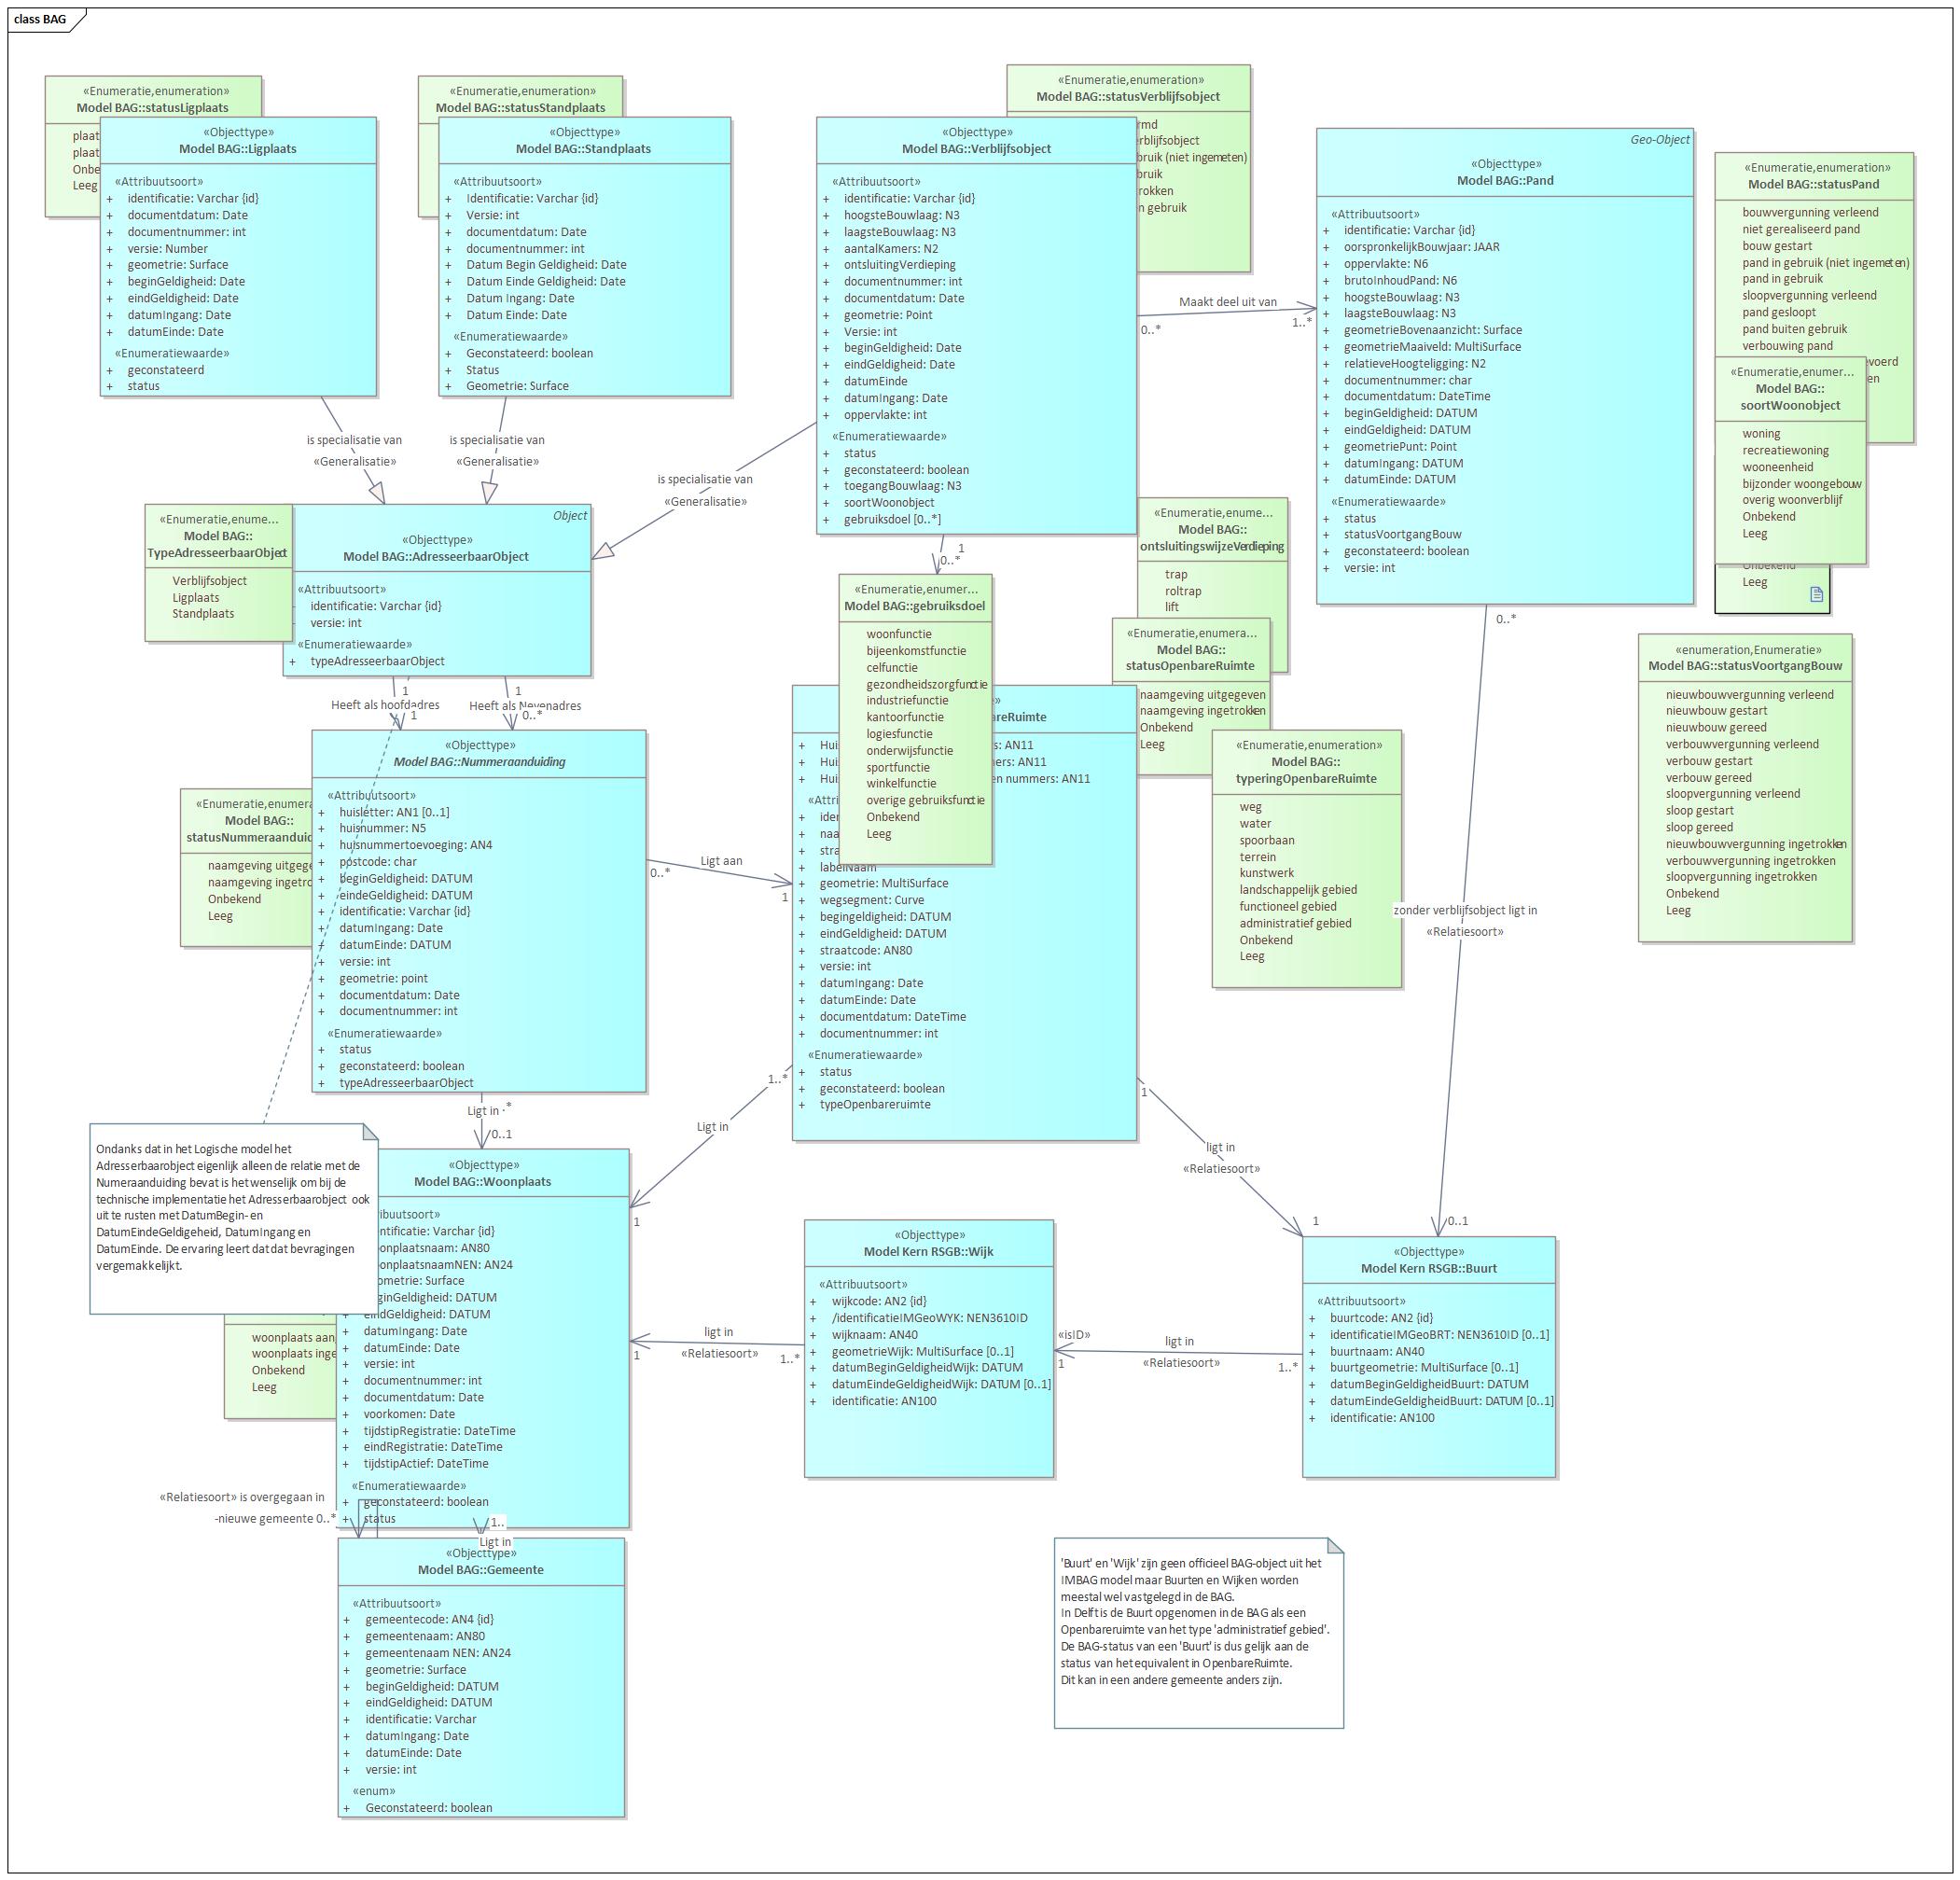 class BAG
«Enumeratie,enumeration»
Model BAG::statusLigplaats
plaat
plaat
Onbe
Leeg
«Objecttype»
Model BAG::Ligplaats
«Attribuutsoort»
+ identificatie: Varchar {id}
+ documentdatum: Date
+ documentnummer: int
+ versie: Number
+ geometrie: Surface
+ beginGeldigheid: Date
+ eindGeldigheid: Date
+ datumIngang: Date
+ datumEinde: Date
«Enumeratiewaarde»
+ geconstateerd
+ status
«Enumeratie,enumeration»
Model BAG::statusStandplaats
«Objecttype»
Model BAG::Standplaats
«Attribuutsoort»
+ Identificatie: Varchar {id}
+ Versie: int
+ documentdatum: Date
+ documentnummer: int
+ Datum Begin Geldigheid: Date
+ Datum Einde Geldigheid: Date
+ Datum Ingang: Date
+ Datum Einde: Date
«Enumeratiewaarde»
+ Geconstateerd: boolean
+ Status
+ Geometrie: Surface
«Enumeratie,enumeration»
Model BAG::statusVerblijfsobject
rmd
erblijfsobject
bruik (niet ingemeten)
bruik
rokken
n gebruik
«Objecttype»
Model BAG::Verblijfsobject
«Attribuutsoort»
+ identificatie: Varchar {id}
+ hoogsteBouwlaag: N3
+ laagsteBouwlaag: N3
+ aantalKamers: N2
+ ontsluitingVerdieping
+ documentnummer: int
+ documentdatum: Date
+ geometrie: Point
+ Versie: int
+ beginGeldigheid: Date
+ eindGeldigheid: Date
+ datumEinde
+ datumIngang: Date
+ oppervlakte: int
«Enumeratiewaarde»
+ status
+ geconstateerd: boolean
+ toegangBouwlaag: N3
+ soortWoonobject
+ gebruiksdoel [0..*]
Maakt deel uit van
0..*
1..*
Geo-Object
«Objecttype»
Model BAG::Pand
«Attribuutsoort»
+ identificatie: Varchar {id}
+ oorspronkelijkBouwjaar: JAAR
+ oppervlakte: N6
+ brutoInhoudPand: N6
+ hoogsteBouwlaag: N3
+ laagsteBouwlaag: N3
+ geometrieBovenaanzicht: Surface
+ geometrieMaaiveld: MultiSurface
+ relatieveHoogteligging: N2
+ documentnummer: char
+ documentdatum: DateTime
+ beginGeldigheid: DATUM
+ eindGeldigheid: DATUM
+ geometriePunt: Point
+ datumIngang: DATUM
+ datumEinde: DATUM
«Enumeratiewaarde»
+ status
+ statusVoortgangBouw
+ geconstateerd: boolean
+ versie: int
«Enumeratie,enumeration»
Model BAG::statusPand
bouwvergunning verleend
niet gerealiseerd pand
bouw gestart
pand in gebruik (niet ingemeten)
pand in gebruik
sloopvergunning verleend
pand gesloopt
pand buiten gebruik
verbouwing pand
evoerd
en
«Enumeratie,enumer...
Model BAG::
soortWoonobject
woning
recreatiewoning
wooneenheid
bijzonder woongebouw
overig woonverblijf
Onbekend
Leeg
Onbekend
Leeg
is specialisatie van
«Generalisatie»
is specialisatie van
«Generalisatie»
is specialisatie van
«Generalisatie»
«Enumeratie,enume...
Model BAG::
TypeAdresseerbaarObject
Verblijfsobject
Ligplaats
Standplaats
Object
«Objecttype»
Model BAG::AdresseerbaarObject
«Attribuutsoort»
identificatie: Varchar {id}
versie: int
«Enumeratiewaarde»
+ typeAdresseerbaarObject
1
0..*
«Enumeratie,enumer...
Model BAG::gebruiksdoel
woonfunctie
bijeenkomstfunctie
celfunctie
gezondheidszorgfunctie
industriefunctie
kantoorfunctie
logiesfunctie
onderwijsfunctie
sportfunctie
winkelfunctie
overige gebruiksfunctie
Onbekend
Leeg
«Enumeratie,enume...
Model BAG::
ontsluitingswijzeVerdieping
trap
roltrap
lift
«Enumeratie,enumera...
Model BAG::
statusOpenbareRuimte
naamgeving uitgegeven
naamgeving ingetrokken
Onbekend
Leeg
0..*
«enumeration,Enumeratie»
Model BAG::statusVoortgangBouw
nieuwbouwvergunning verleend
nieuwbouw gestart
nieuwbouw gereed
verbouwvergunning verleend
verbouw gestart
verbouw gereed
sloopvergunning verleend
sloop gestart
sloop gereed
nieuwbouwvergunning ingetrokken
verbouwvergunning ingetrokken
sloopvergunning ingetrokken
Onbekend
Leeg
1
Heeft als hoofdadres
1
1
Heeft als Nevenadres
0..*
«Enumeratie,enumera
Model BAG::
statusNummeraanduid
naamgeving uitgege
naamgeving ingetro
Onbekend
Leeg
«Objecttype»
Model BAG::Nummeraanduiding
«Attribuutsoort»
+ huisletter: AN1 [0..1]
+ huisnummer: N5
+ huisnummertoevoeging: AN4
+ postcode: char
+ beginGeldigheid: DATUM
+ eindeGeldigheid: DATUM
+ identificatie: Varchar {id}
+ datumIngang: Date
+ datumEinde: DATUM
+ versie: int
+ geometrie: point
+ documentdatum: Date
+ documentnummer: int
«Enumeratiewaarde»
+ status
+ geconstateerd: boolean
+ typeAdresseerbaarObject
Ligt aan
0..*
1
»
areRuimte
+ Hui s: AN11
+ Hui ners: AN11
+ Hui en nummers: AN11
«Attri
+ ider
+ naa
+ stra
+ labelNaam
+ geometrie: MultiSurface
+ wegsegment: Curve
+ begingeldigheid: DATUM
+ eindGeldigheid: DATUM
+ straatcode: AN80
+ versie: int
+ datumIngang: Date
+ datumEinde: Date
+ documentdatum: DateTime
+ documentnummer: int
«Enumeratiewaarde»
+ status
+ geconstateerd: boolean
+ typeOpenbareruimte
«Enumeratie,enumeration»
Model BAG::
typeringOpenbareRuimte
weg
water
spoorbaan
terrein
kunstwerk
landschappelijk gebied
functioneel gebied
administratief gebied
Onbekend
Leeg
zonder verblijfsobject ligt in
«Relatiesoort»
0..1
Ligt in
*
0..1
1..*
Ligt in
1
1
ligt in
«Relatiesoort»
1
Ondanks dat in het Logische model het
Adresserbaarobject eigenlijk alleen de relatie met de
Numeraanduiding bevat is het wenselijk om bij de
technische implementatie het Adresserbaarobject ook
uit te rusten met DatumBegin- en
DatumEindeGeldigeheid, DatumIngang en
DatumEinde. De ervaring leert dat dat bevragingen
vergemakkelijkt.
woonplaats aan
woonplaats inge
Onbekend
Leeg
«Objecttype»
Model BAG::Woonplaats
ribuutsoort»
entificatie: Varchar {id}
oonplaatsnaam: AN80
oonplaatsnaamNEN: AN24
ometrie: Surface
ginGeldigheid: DATUM
eindGeldigheid: DATUM
+ datumIngang: Date
+ datumEinde: Date
+ versie: int
+ documentnummer: int
+ documentdatum: Date
+ voorkomen: Date
+ tijdstipRegistratie: DateTime
+ eindRegistratie: DateTime
+ tijdstipActief: DateTime
«Enumeratiewaarde»
+ geconstateerd: boolean
+ status
ligt in
«Relatiesoort»
1
1..*
«Objecttype»
Model Kern RSGB::Wijk
«Attribuutsoort»
+ wijkcode: AN2 {id}
+ /identificatieIMGeoWYK: NEN3610ID
+ wijknaam: AN40
+ geometrieWijk: MultiSurface [0..1]
+ datumBeginGeldigheidWijk: DATUM
+ datumEindeGeldigheidWijk: DATUM [0..1]
+ identificatie: AN100
«isID»
1
ligt in
«Relatiesoort»
1..*
«Objecttype»
Model Kern RSGB::Buurt
«Attribuutsoort»
+ buurtcode: AN2 {id}
+ identificatieIMGeoBRT: NEN3610ID [0..1]
+ buurtnaam: AN40
+ buurtgeometrie: MultiSurface [0..1]
+ datumBeginGeldigheidBuurt: DATUM
+ datumEindeGeldigheidBuurt: DATUM [0..1]
+ identificatie: AN100
«Relatiesoort» is overgegaan in
-nieuwe gemeente 0..*
1..
Ligt in
«Objecttype»
Model BAG::Gemeente
«Attribuutsoort»
+ gemeentecode: AN4 {id}
+ gemeentenaam: AN80
+ gemeentenaam NEN: AN24
+ geometrie: Surface
+ beginGeldigheid: DATUM
+ eindGeldigheid: DATUM
+ identificatie: Varchar
+ datumIngang: Date
+ datumEinde: Date
+ versie: int
«enum»
+ Geconstateerd: boolean
'Buurt' en 'Wijk' zijn geen officieel BAG-object uit het
IMBAG model maar Buurten en Wijken worden
meestal wel vastgelegd in de BAG.
In Delft is de Buurt opgenomen in de BAG als een
Openbareruimte van het type 'administratief gebied'.
De BAG-status van een 'Buurt' is dus gelijk aan de
status van het equivalent in OpenbareRuimte.
Dit kan in een andere gemeente anders zijn.